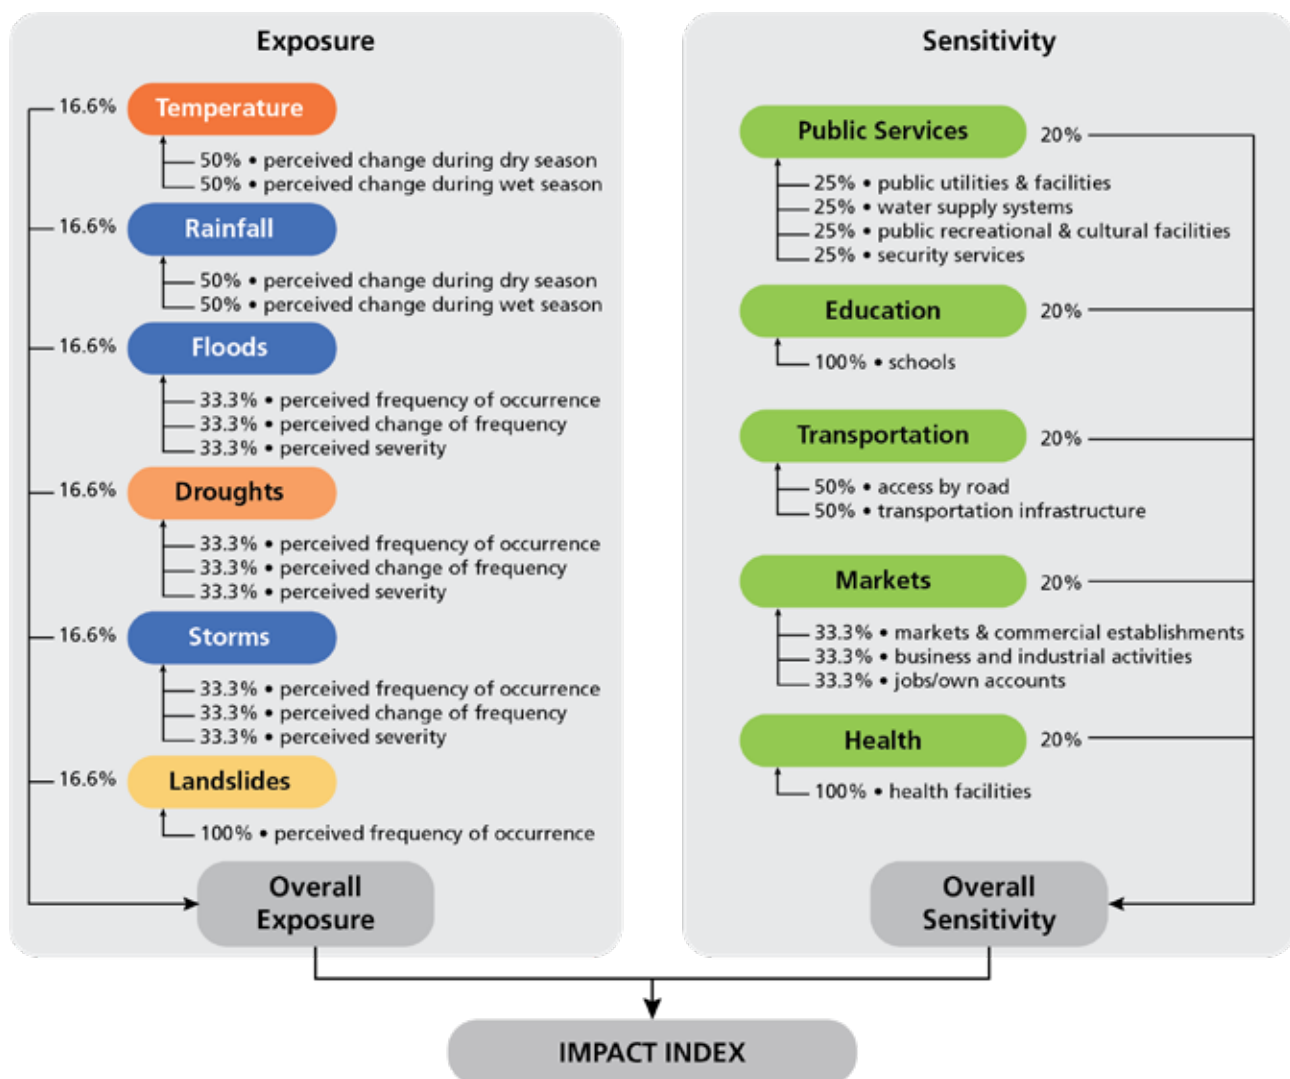 Exposure
16.6% Temperature
50% • perceived change during dry season
50% • perceived change during wet season
16.6% Rainfall
50% • perceived change during dry season
50% • perceived change during wet season
16.6% Floods
33.3% • perceived frequency of occurrence
33.3% • perceived change of frequency
33.3% • perceived severity
16.6% Droughts
33.3% • perceived frequency of occurrence
33.3% • perceived change of frequency
33.3% • perceived severity
16.6% Storms
33.3% • perceived frequency of occurrence
33.3% • perceived change of frequency
33.3% • perceived severity
16.6% Landslides
100% • perceived frequency of occurrence
Overall
Exposure
Sensitivity
Public Services 20%
25% • public utilities & facilities
25% • water supply systems
25% • public recreational & cultural facilities
25% • security services
Education 20%
100% • schools
Transportation 20%
50% • access by road
50% • transportation infrastructure
Markets 20%
33.3% • markets & commercial establishments
33.3% • business and industrial activities
33.3% • jobs/own accounts
Health 20%
100% • health facilities
Overall
Sensitivity
IMPACT INDEX